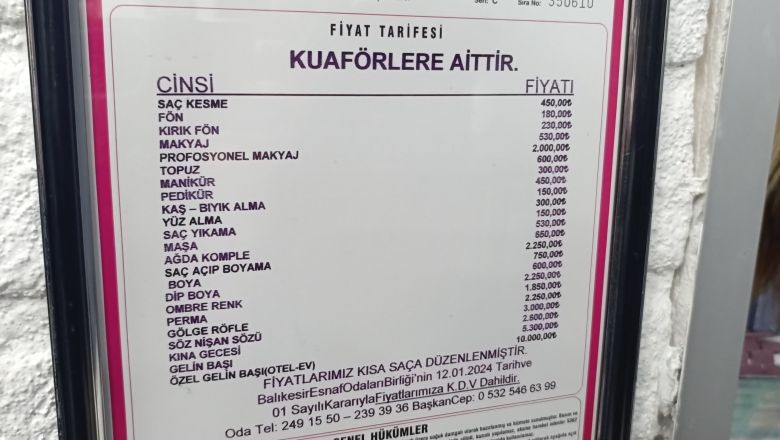 Seri: C Sıra No: 350610
FİYAT TARİFESİ
KUAFÖRLERE AİTTİR.
CİNSİ FİYATI
SAÇ KESME 450,00₺
FÖN 180,00₺
KIRIK FÖN 230,00₺
MAKYAJ 530,00₺
PROFOSYONEL MAKYAJ 2.000,00₺
TOPUZ 600,00₺
MANİKÜR 300,00₺
PEDİKÜR 450,00₺
KAŞ – BIYIK ALMA 150,00₺
YÜZ ALMA 300,00₺
SAÇ YIKAMA 150,00₺
MAŞA 530,00₺
AĞDA KOMPLE 650,00₺
SAÇ AÇIP BOYAMA 2.250,00₺
BOYA 750,00₺
DİP BOYA 600,00₺
OMBRE RENK 2.250,00₺
PERMA 1.850,00₺
GÖLGE RÖFLE 2.250,00₺
SÖZ NİŞAN SÖZÜ 3.000,00₺
KINA GECESİ 2.600,00₺
GELİN BAŞI 5.300,00₺
ÖZEL GELİN BAŞI(OTEL-EV) 10.000,00₺
FİYATLARIMIZ KISA SAÇA DÜZENLENMİŞTİR.
BalıkesirEsnafOdalarıBirliği'nin 12.01.2024 Tarihve
01 SayılıKararıylaFiyatlarımıza K.D.V Dahildir.
Oda Tel: 249 15 50 – 239 39 36 BaşkanCep: 0 532 546 63 99
GENEL HÜKÜMLER